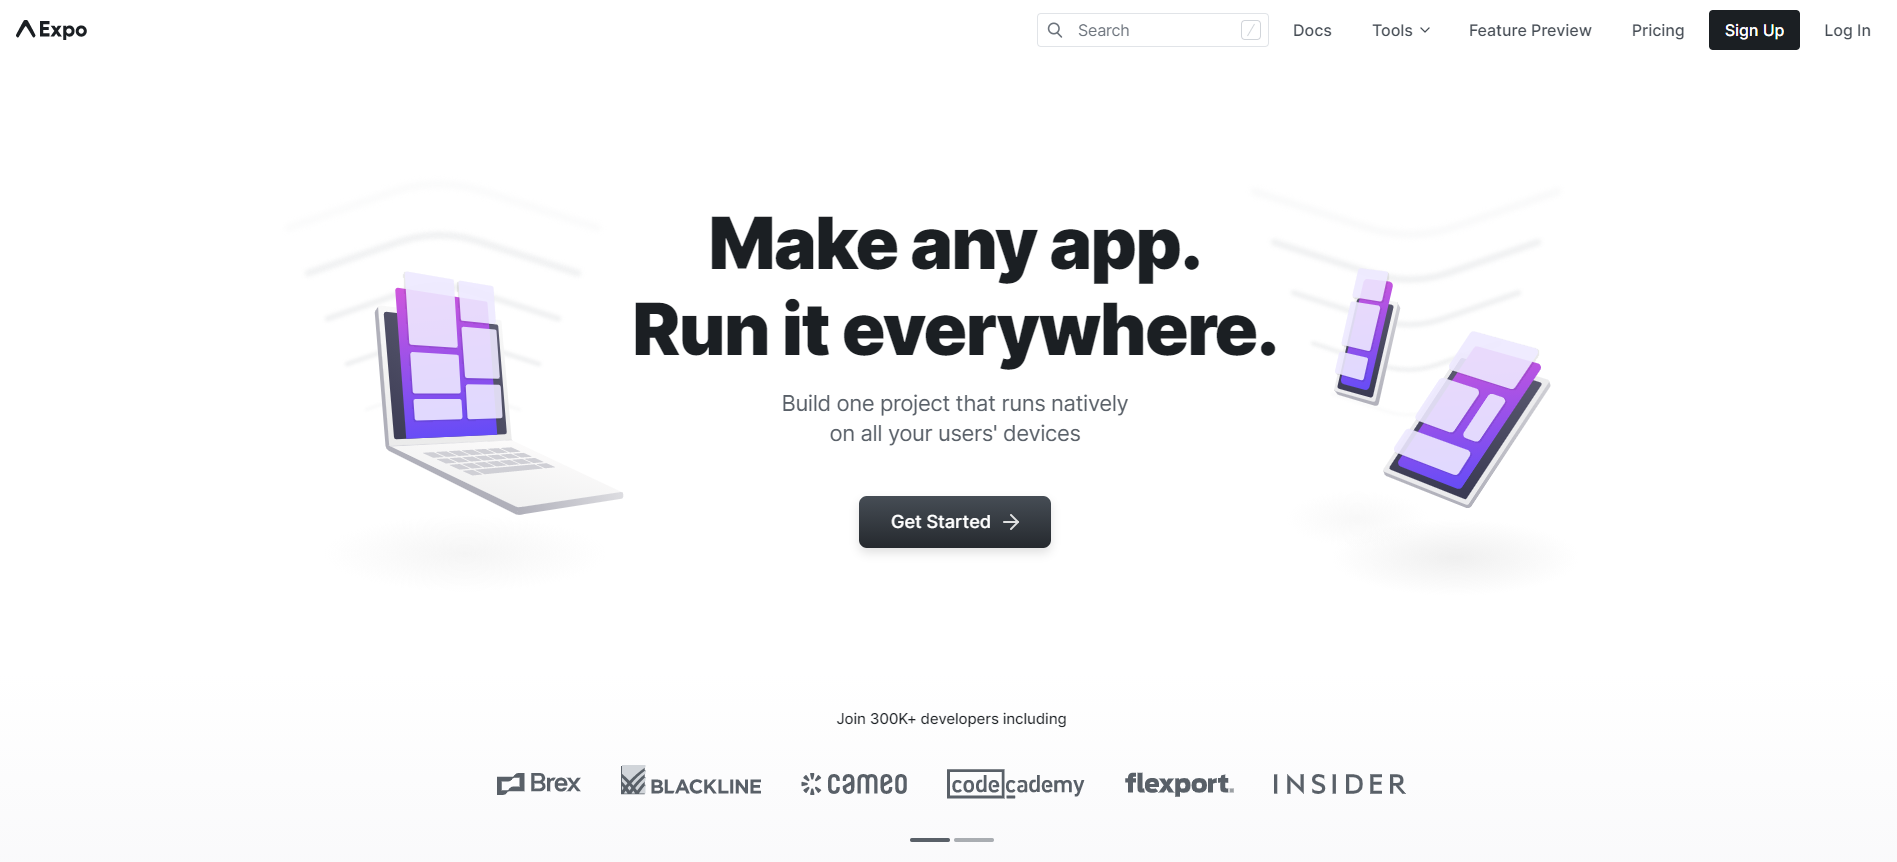 Expo
Search /
Docs
Tools
Feature Preview
Pricing
Sign Up
Log In
Make any app.
Run it everywhere.
Build one project that runs natively
on all your users' devices
Get Started
Join 300K+ developers including
Brex
BLACKLINE
cameo
codecademy
flexport.
INSIDER